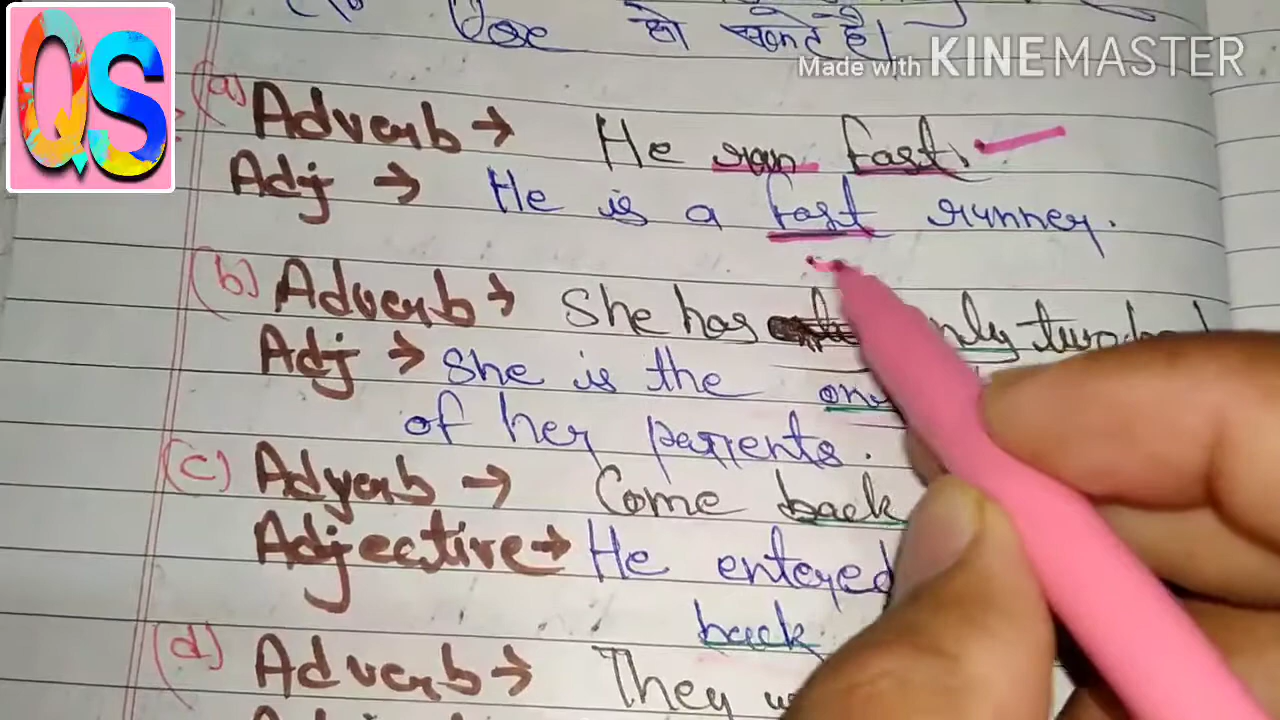 QS
Use हो सकते है।
Made with KINEMASTER
(a) Adverb → He ran fast.
Adj → He is a fast runner.
(b) Adverb → She has only two
Adj → She is the
of her parents.
(c) Adverb → Come back
Adjective → He entered
back
(d) Adverb → They